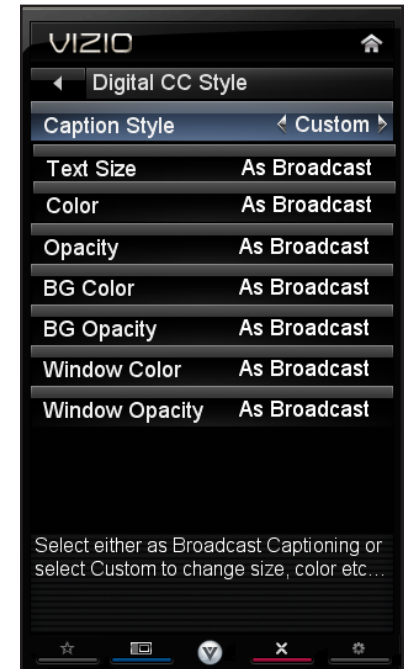 VIZIO
Digital CC Style
Caption Style Custom
Text Size As Broadcast
Color As Broadcast
Opacity As Broadcast
BG Color As Broadcast
BG Opacity As Broadcast
Window Color As Broadcast
Window Opacity As Broadcast
Select either as Broadcast Captioning or
select Custom to change size, color etc...
V